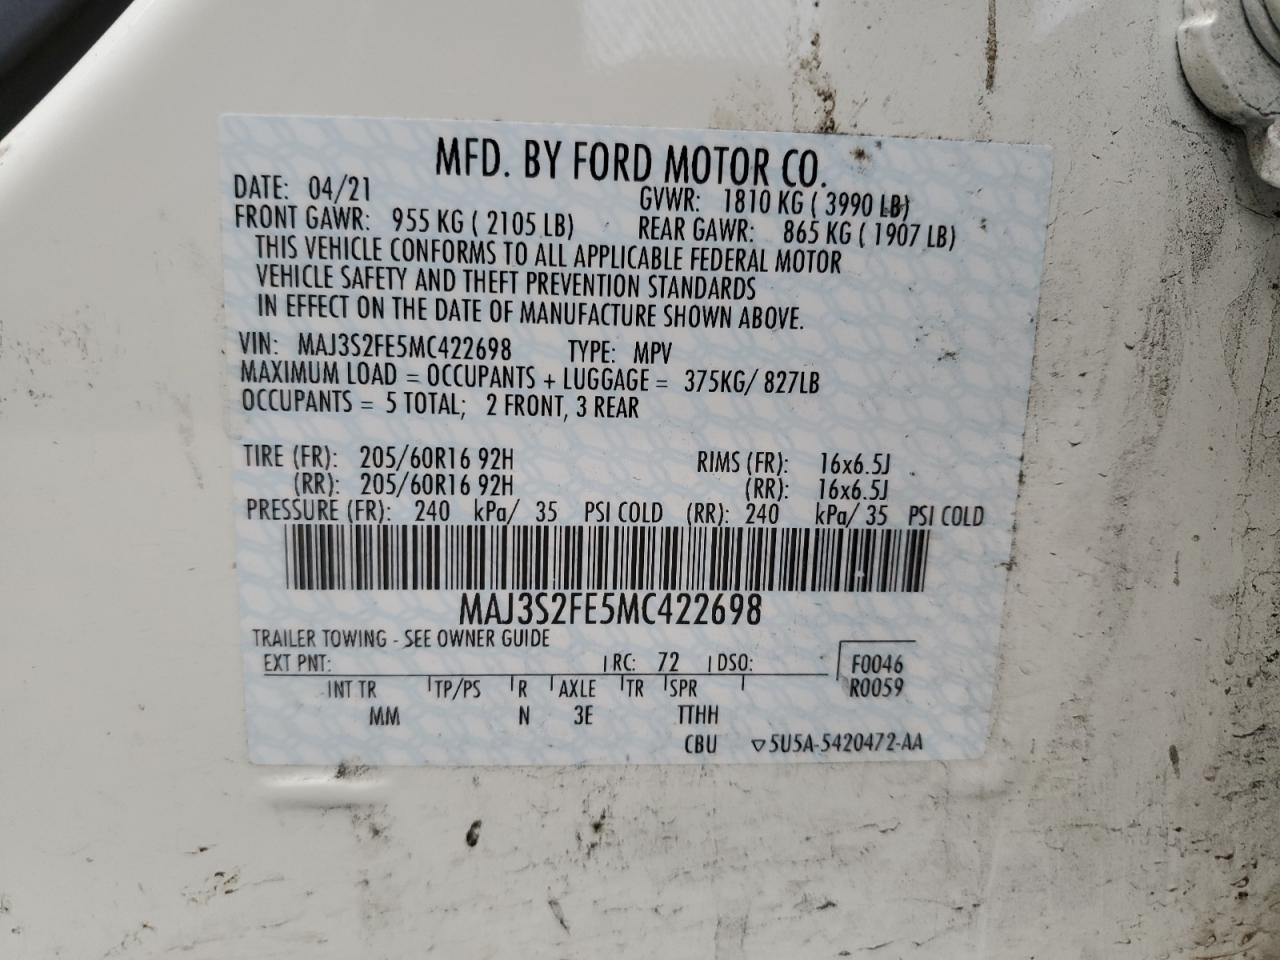 MFD. BY FORD MOTOR CO.
DATE: 04/21 GVWR: 1810 KG ( 3990 LB)
FRONT GAWR: 955 KG ( 2105 LB) REAR GAWR: 865 KG ( 1907 LB)
THIS VEHICLE CONFORMS TO ALL APPLICABLE FEDERAL MOTOR
VEHICLE SAFETY AND THEFT PREVENTION STANDARDS
IN EFFECT ON THE DATE OF MANUFACTURE SHOWN ABOVE.
VIN: MAJ3S2FE5MC422698 TYPE: MPV
MAXIMUM LOAD = OCCUPANTS + LUGGAGE = 375KG/ 827LB
OCCUPANTS = 5 TOTAL; 2 FRONT, 3 REAR
TIRE (FR): 205/60R16 92H RIMS (FR): 16x6.5J
(RR): 205/60R16 92H (RR): 16x6.5J
PRESSURE (FR): 240 kPa/ 35 PSI COLD (RR): 240 kPa/ 35 PSI COLD
MAJ3S2FE5MC422698
TRAILER TOWING - SEE OWNER GUIDE
EXT PNT: RC: 72 DSO: F0046
INT TR TP/PS R AXLE TR SPR R0059
MM N 3E TTHH
CBU ▽5U5A-5420472-AA